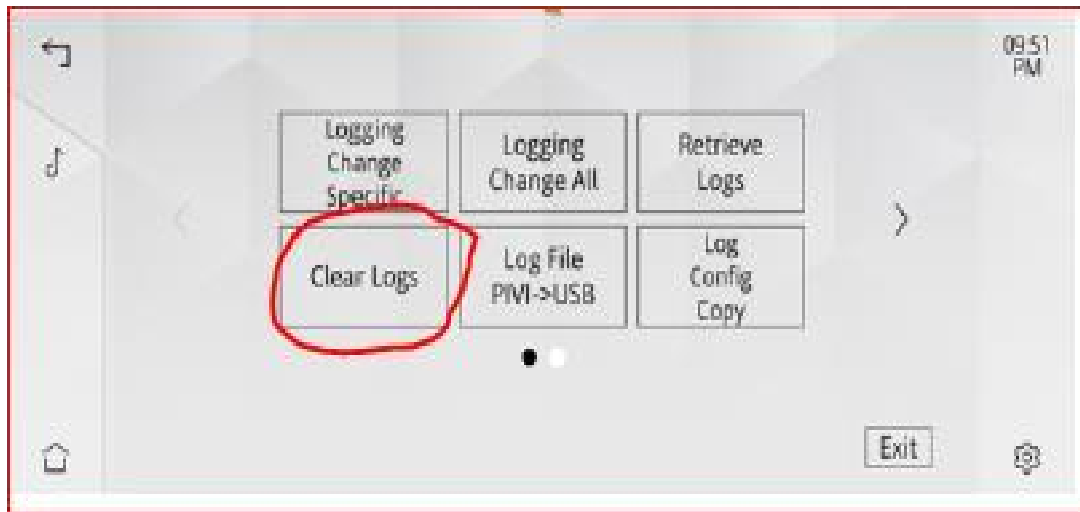 09:51
PM
Logging
Change
Specific
Logging
Change All
Retrieve
Logs
Clear Logs
Log File
PIVI->USB
Log
Config
Copy
Exit